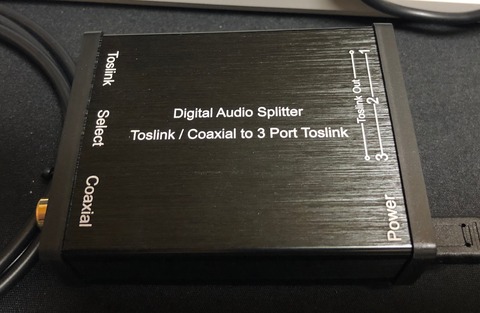 Digital Audio Splitter
Toslink / Coaxial to 3 Port Toslink
Toslink
Select
Coaxial
Toslink Out
1
2
3
Power